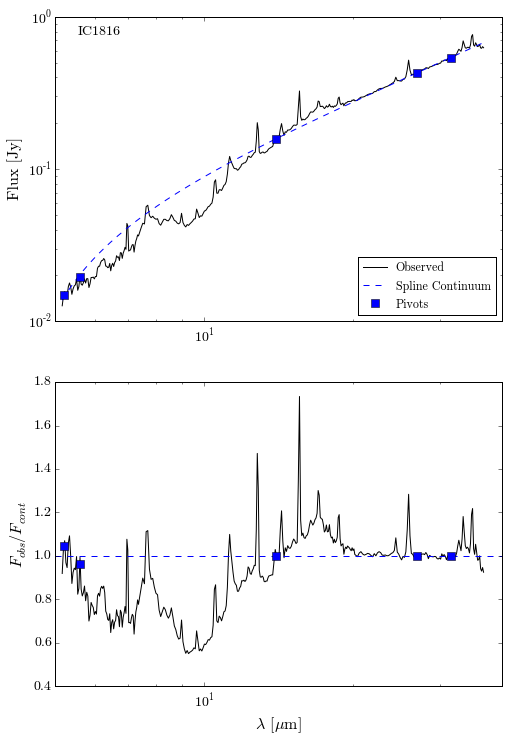 IC1816
10^0
10^-1
10^-2
Flux [Jy]
Observed
Spline Continuum
Pivots
10^1
1.8
1.6
1.4
1.2
1.0
0.8
0.6
0.4
F_obs/F_cont
10^1
λ [μm]